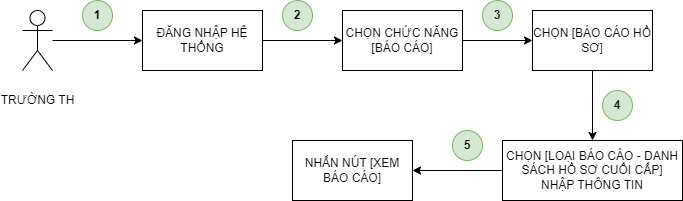 1
2
3
ĐĂNG NHẬP HỆ
THỐNG
CHỌN CHỨC NĂNG
[BÁO CÁO]
CHỌN [BÁO CÁO HỒ
SƠ]
TRƯỜNG TH
4
5
NHẤN NÚT [XEM
BÁO CÁO]
CHỌN [LOẠI BÁO CÁO - DANH
SÁCH HỒ SƠ CUỐI CẤP]
NHẬP THÔNG TIN